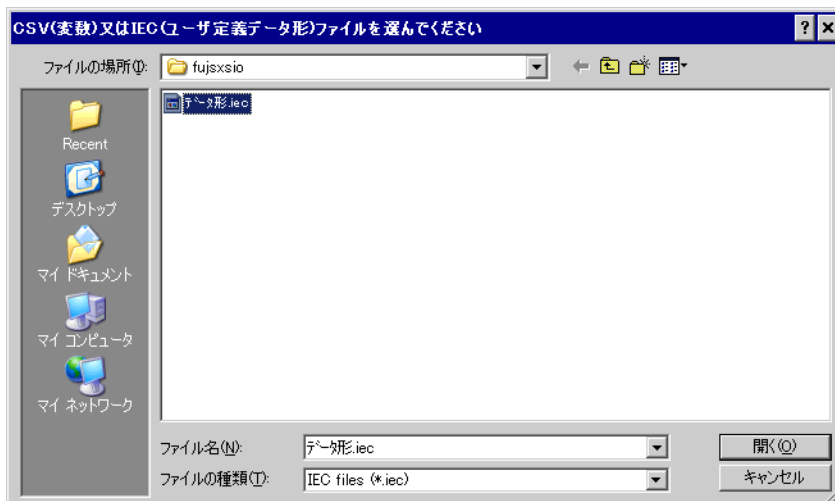 CSV(変数)又はIEC(ユーザ定義データ形)ファイルを選んでください
ファイルの場所(I):
fujsxsio
データ形.iec
Recent
デスクトップ
マイ ドキュメント
マイ コンピュータ
マイ ネットワーク
ファイル名(N):
データ形.iec
開く(O)
ファイルの種類(T):
IEC files (*.iec)
キャンセル